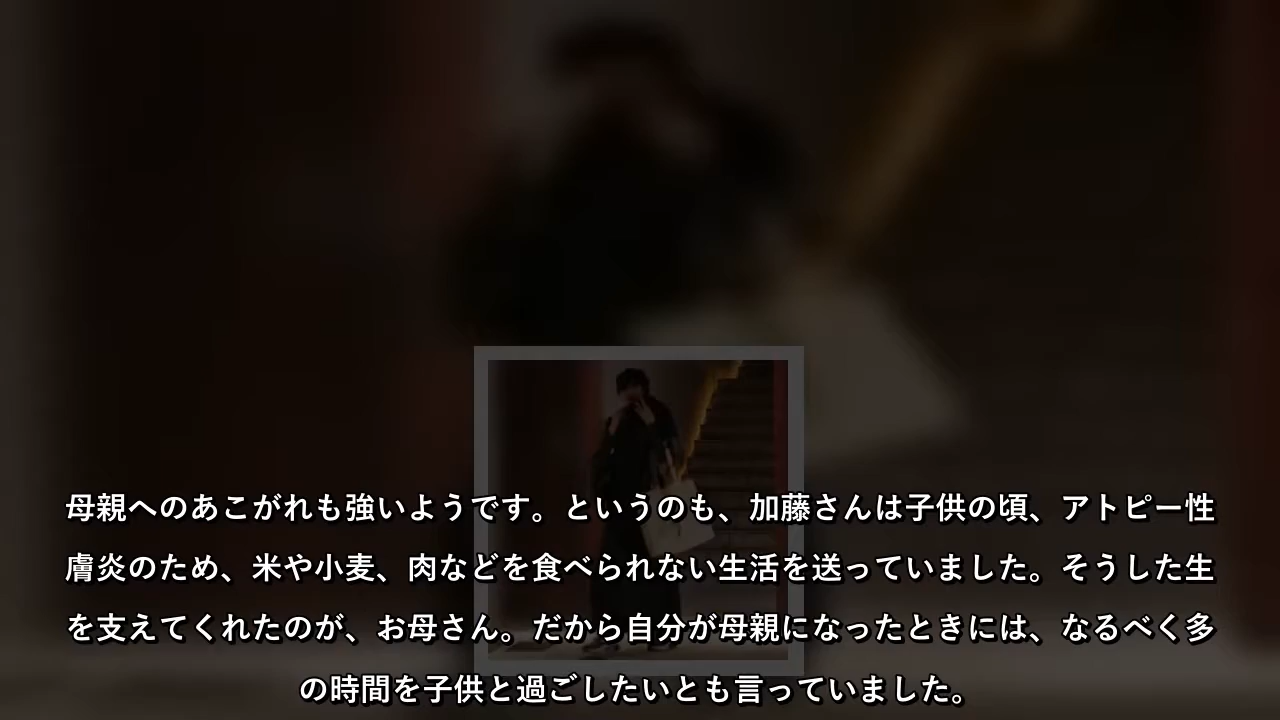 母親へのあこがれも強いようです。というのも、加藤さんは子供の頃、アトピー性
膚炎のため、米や小麦、肉などを食べられない生活を送っていました。そうした生
を支えてくれたのが、お母さん。だから自分が母親になったときには、なるべく多
の時間を子供と過ごしたいとも言っていました。